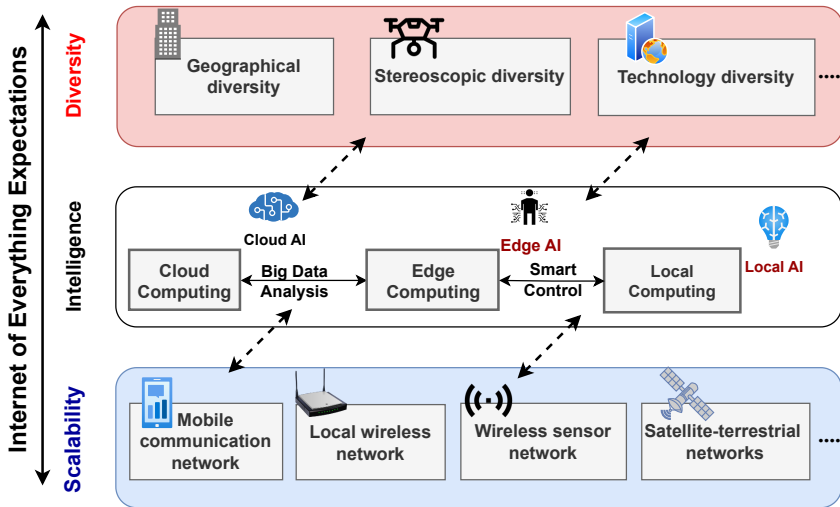 Internet of Everything Expectations
Diversity
Geographical
diversity
Stereoscopic diversity
Technology diversity
....
Intelligence
Cloud AI
Edge AI
Local AI
Cloud
Computing
Big Data
Analysis
Edge
Computing
Smart
Control
Local
Computing
Scalability
Mobile
communication
network
Local wireless
network
Wireless sensor
network
Satellite-terrestrial
networks
....